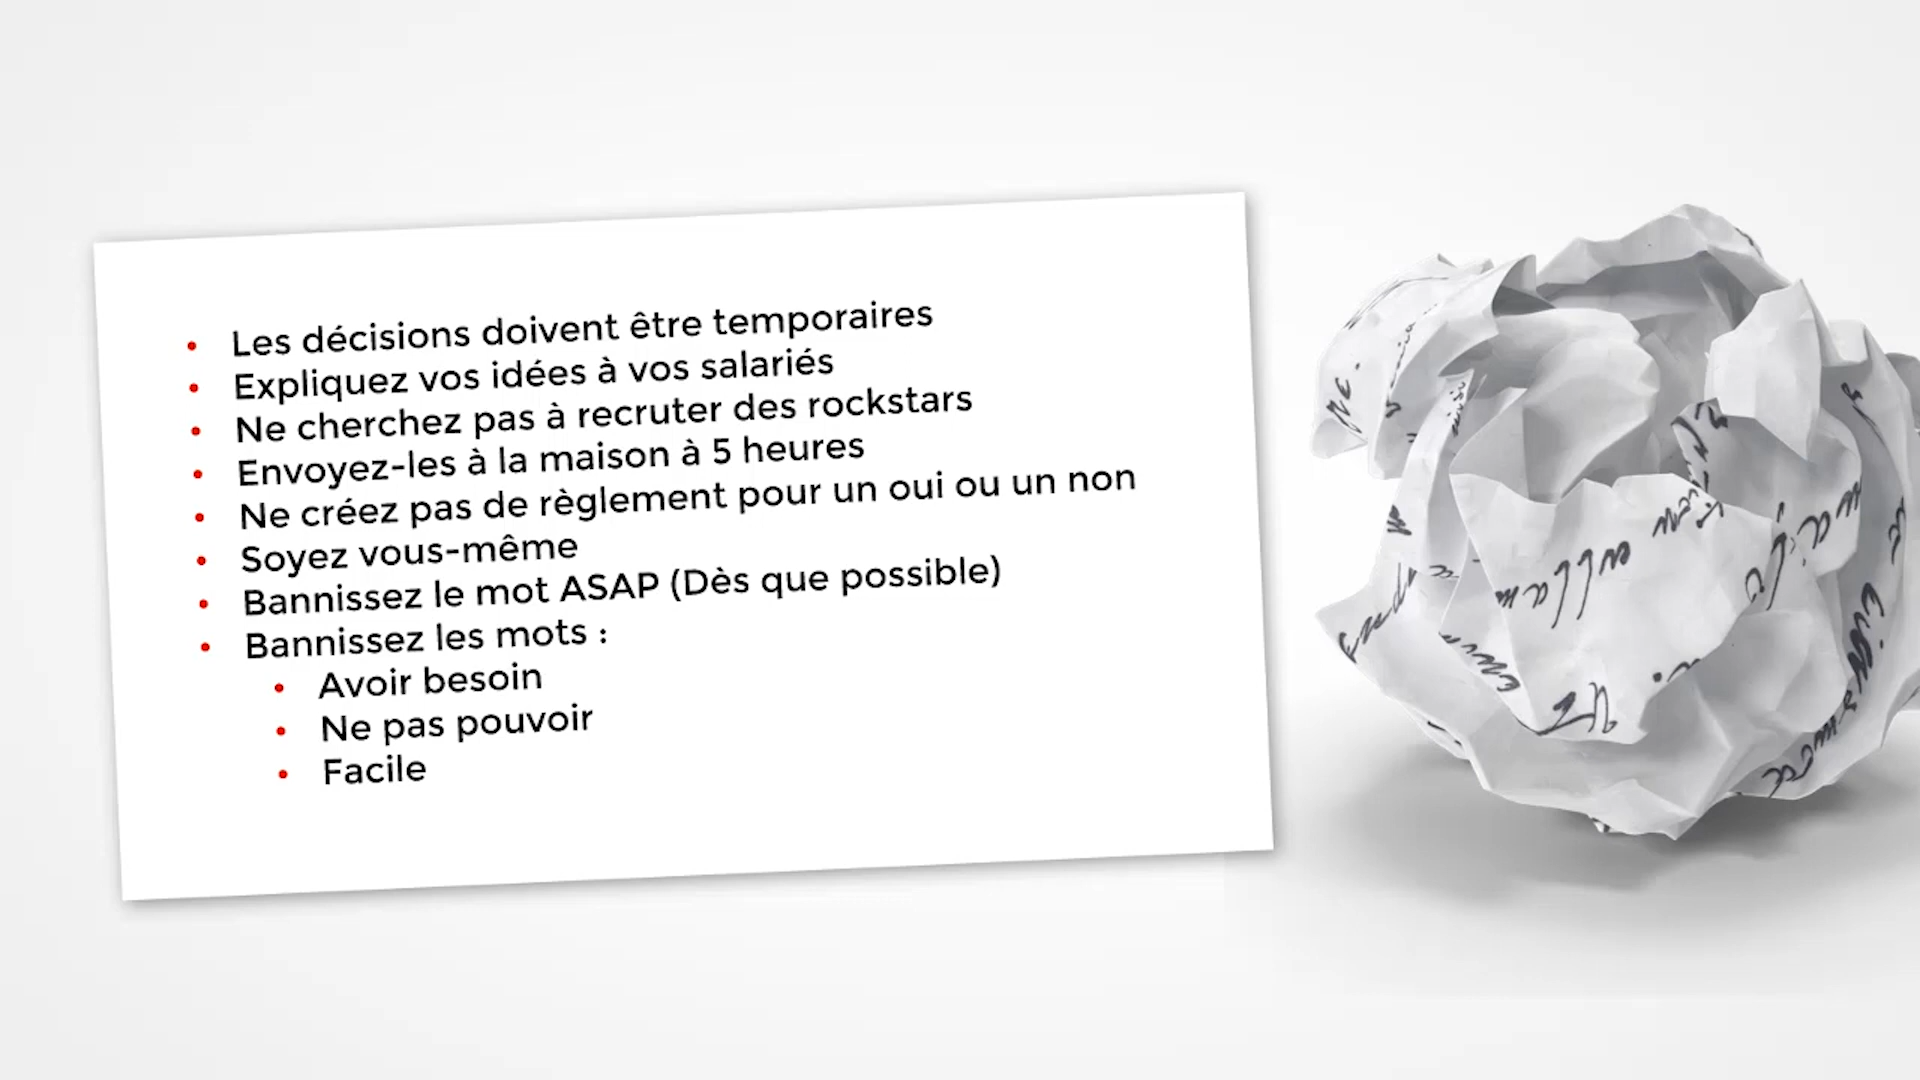 • Les décisions doivent être temporaires
• Expliquez vos idées à vos salariés
• Ne cherchez pas à recruter des rockstars
• Envoyez-les à la maison à 5 heures
• Ne créez pas de règlement pour un oui ou un non
• Soyez vous-même
• Bannissez le mot ASAP (Dès que possible)
• Bannissez les mots :
• Avoir besoin
• Ne pas pouvoir
• Facile